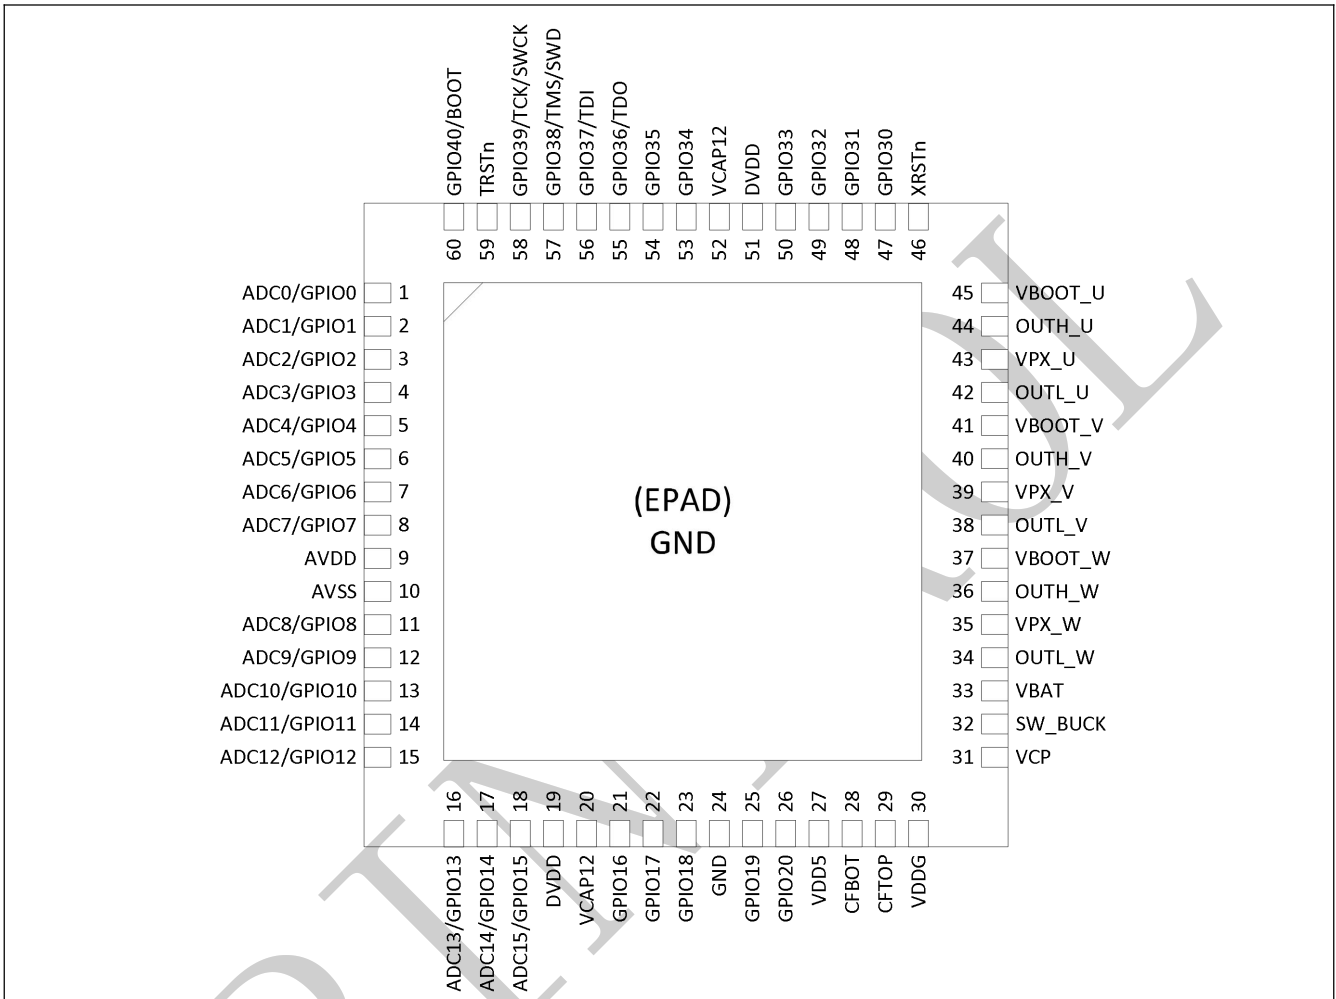 GPIO40/BOOT
TRSTn
GPIO39/TCK/SWCK
GPIO38/TMS/SWD
GPIO37/TDI
GPIO36/TDO
GPIO35
GPIO34
VCAP12
DVDD
GPIO33
GPIO32
GPIO31
GPIO30
XRSTn
60 59 58 57 56 55 54 53 52 51 50 49 48 47 46
ADC0/GPIO0 1
ADC1/GPIO1 2
ADC2/GPIO2 3
ADC3/GPIO3 4
ADC4/GPIO4 5
ADC5/GPIO5 6
ADC6/GPIO6 7
ADC7/GPIO7 8
AVDD 9
AVSS 10
ADC8/GPIO8 11
ADC9/GPIO9 12
ADC10/GPIO10 13
ADC11/GPIO11 14
ADC12/GPIO12 15
(EPAD)
GND
45 VBOOT_U
44 OUTH_U
43 VPX_U
42 OUTL_U
41 VBOOT_V
40 OUTH_V
39 VPX_V
38 OUTL_V
37 VBOOT_W
36 OUTH_W
35 VPX_W
34 OUTL_W
33 VBAT
32 SW_BUCK
31 VCP
16 17 18 19 20 21 22 23 24 25 26 27 28 29 30
ADC13/GPIO13
ADC14/GPIO14
ADC15/GPIO15
DVDD
VCAP12
GPIO16
GPIO17
GPIO18
GND
GPIO19
GPIO20
VDD5
CFBOT
CFTOP
VDDG